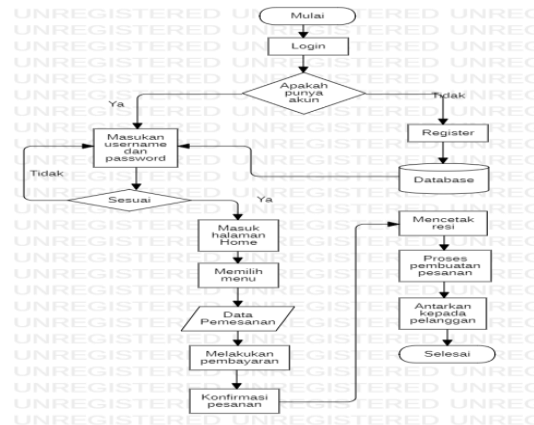 Mulai
Login
Apakah
punya
akun
Ya
Tidak
Masukan
username
dan
password
Register
Database
Tidak
Sesuai
Ya
Masuk
halaman
Home
Memilih
menu
Data
Pemesanan
Melakukan
pembayaran
Konfirmasi
pesanan
Mencetak
resi
Proses
pembuatan
pesanan
Antarkan
kepada
pelanggan
Selesai
UNREGISTERED